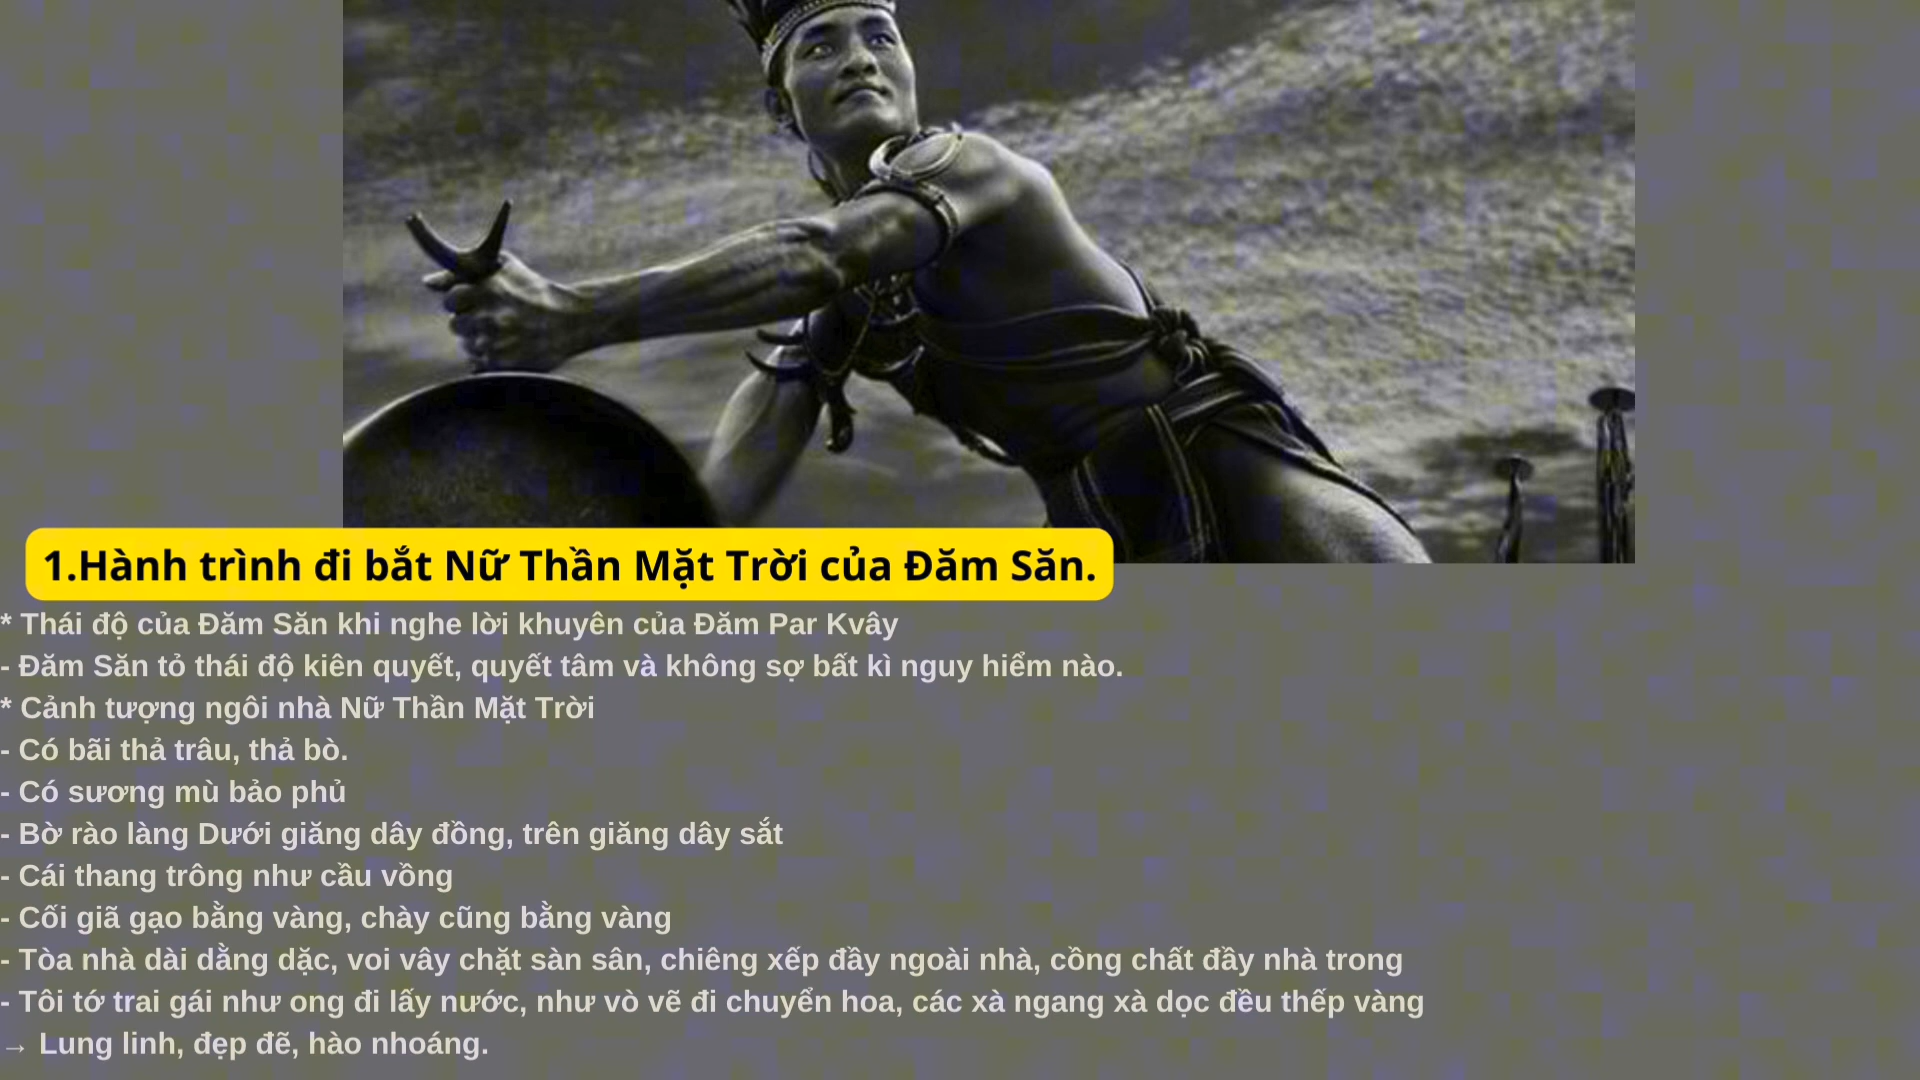 1.Hành trình đi bắt Nữ Thần Mặt Trời của Đăm Săn.
* Thái độ của Đăm Săn khi nghe lời khuyên của Đăm Par Kvây
- Đăm Săn tỏ thái độ kiên quyết, quyết tâm và không sợ bất kì nguy hiểm nào.
* Cảnh tượng ngôi nhà Nữ Thần Mặt Trời
- Có bãi thả trâu, thả bò.
- Có sương mù bảo phủ
- Bờ rào làng Dưới giăng dây đồng, trên giăng dây sắt
- Cái thang trông như cầu vồng
- Cối giã gạo bằng vàng, chày cũng bằng vàng
- Tòa nhà dài dằng dặc, voi vây chặt sàn sân, chiêng xếp đầy ngoài nhà, cồng chất đầy nhà trong
- Tôi tớ trai gái như ong đi lấy nước, như vò vẽ đi chuyển hoa, các xà ngang xà dọc đều thếp vàng
→ Lung linh, đẹp đẽ, hào nhoáng.